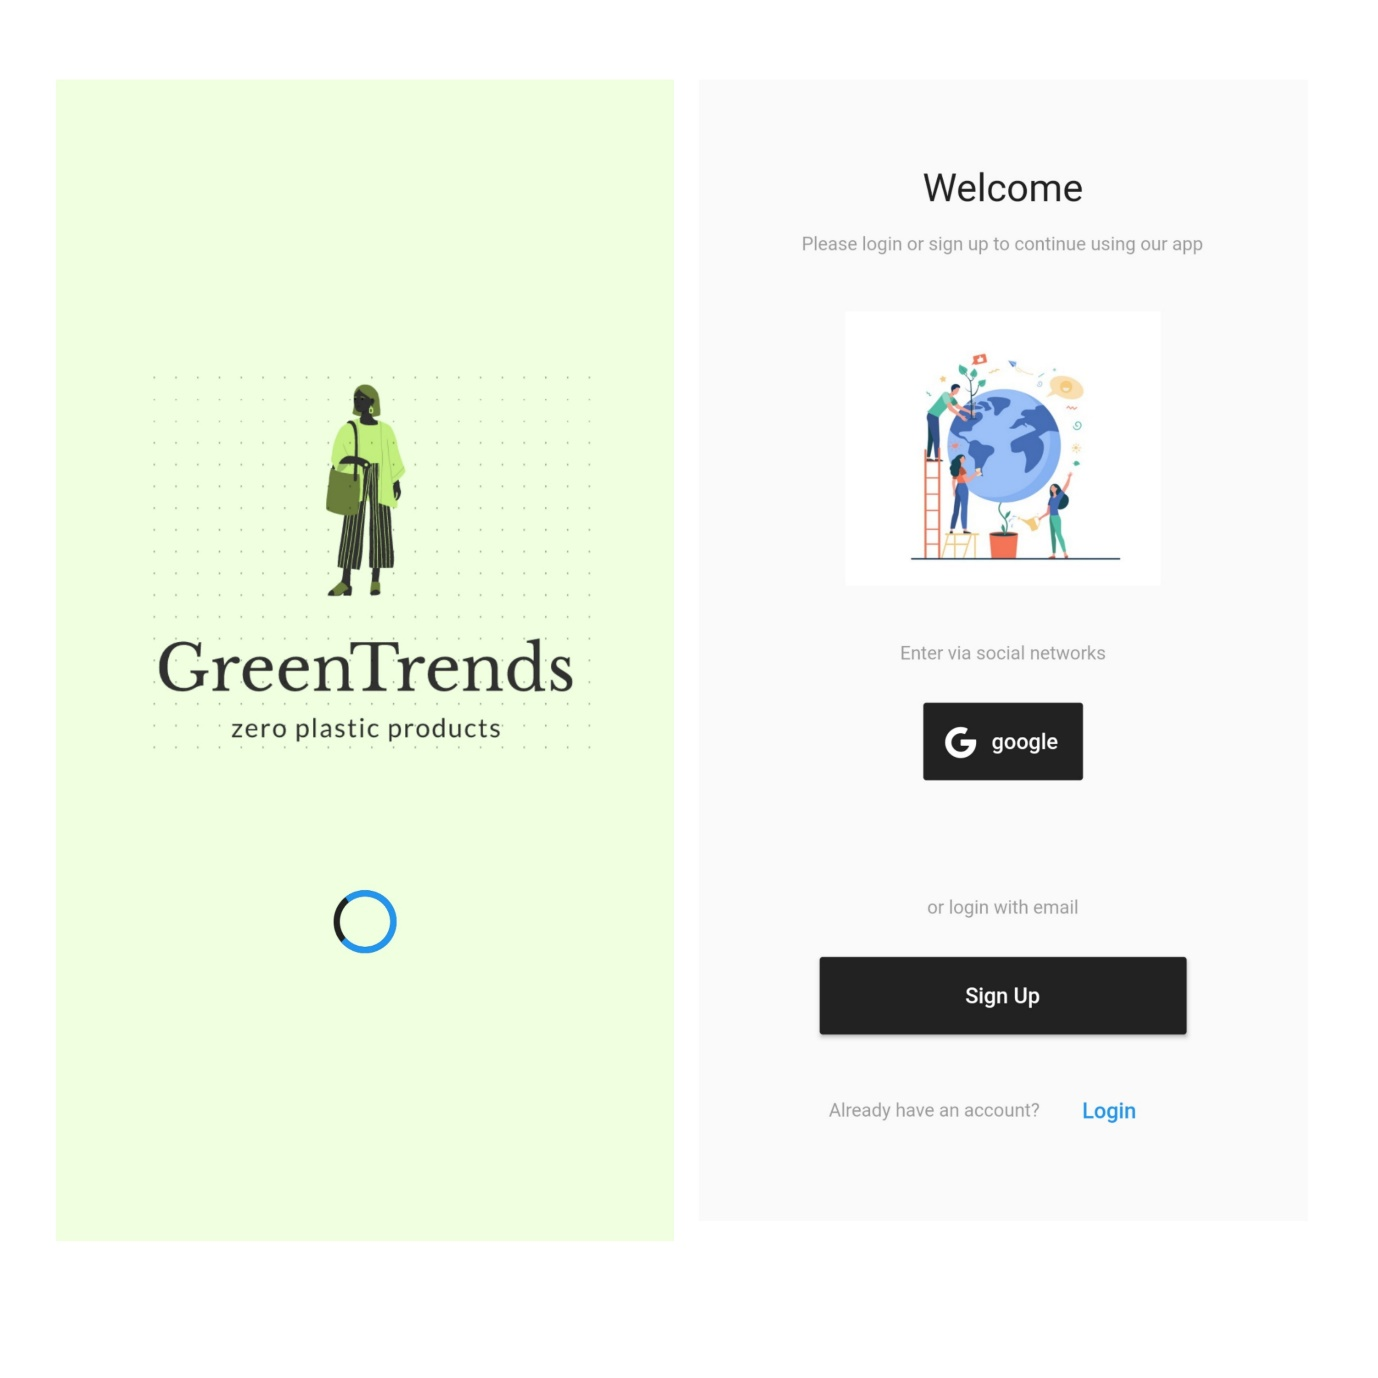 GreenTrends
zero plastic products
Welcome
Please login or sign up to continue using our app
Enter via social networks
google
or login with email
Sign Up
Already have an account? Login